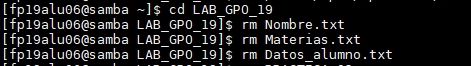 [fp19alu06@samba ~]$ cd LAB_GPO_19
[fp19alu06@samba LAB_GPO_19]$ rm Nombre.txt
[fp19alu06@samba LAB_GPO_19]$ rm Materias.txt
[fp19alu06@samba LAB_GPO_19]$ rm Datos_alumno.txt